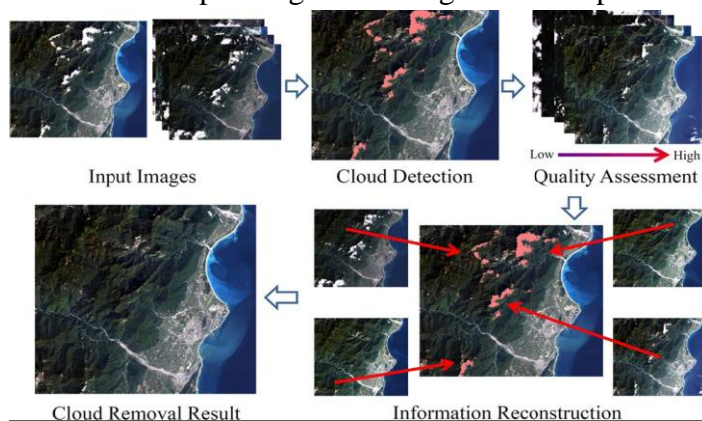 Low High
Input Images Cloud Detection Quality Assessment
Cloud Removal Result Information Reconstruction